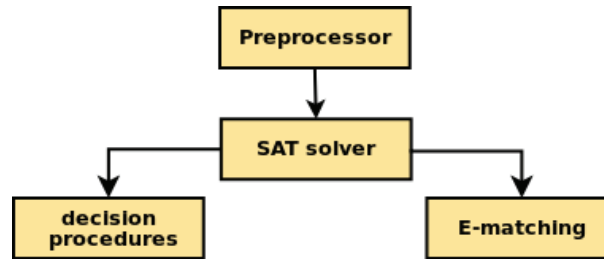 Preprocessor
SAT solver
decision
procedures
E-matching